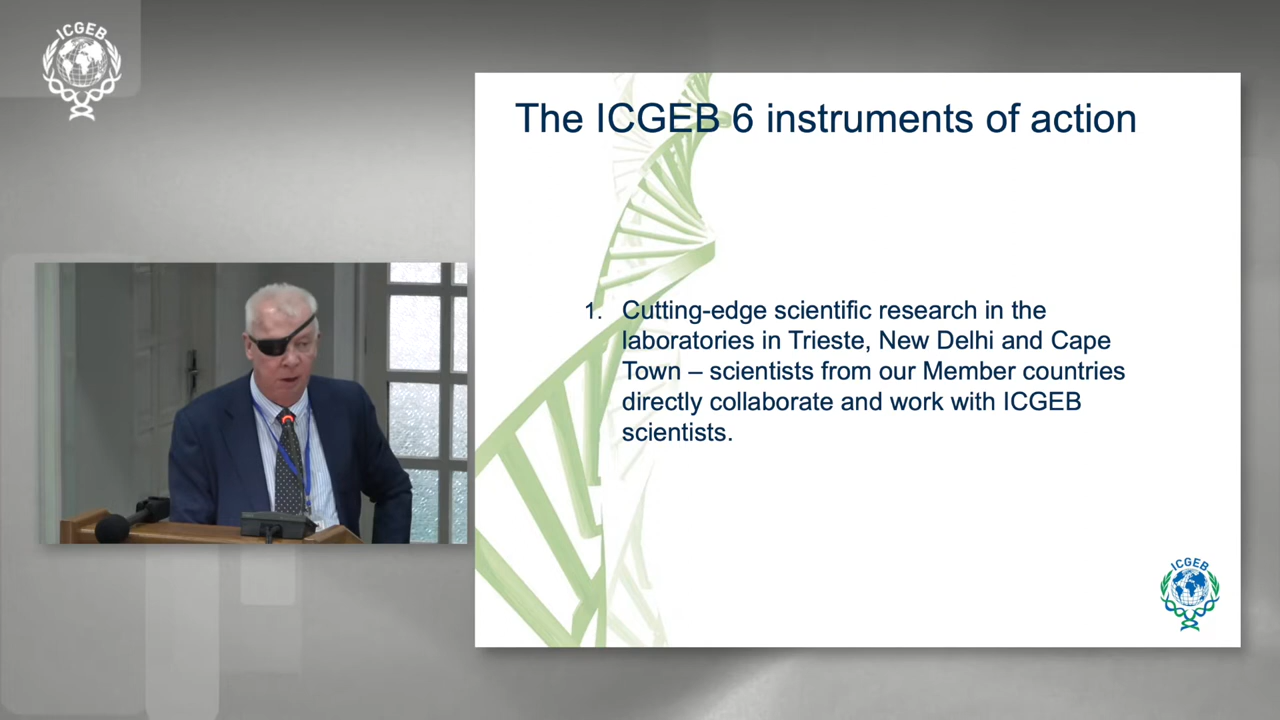 ICGEB
The ICGEB 6 instruments of action
1. Cutting-edge scientific research in the
laboratories in Trieste, New Delhi and Cape
Town – scientists from our Member countries
directly collaborate and work with ICGEB
scientists.
ICGEB